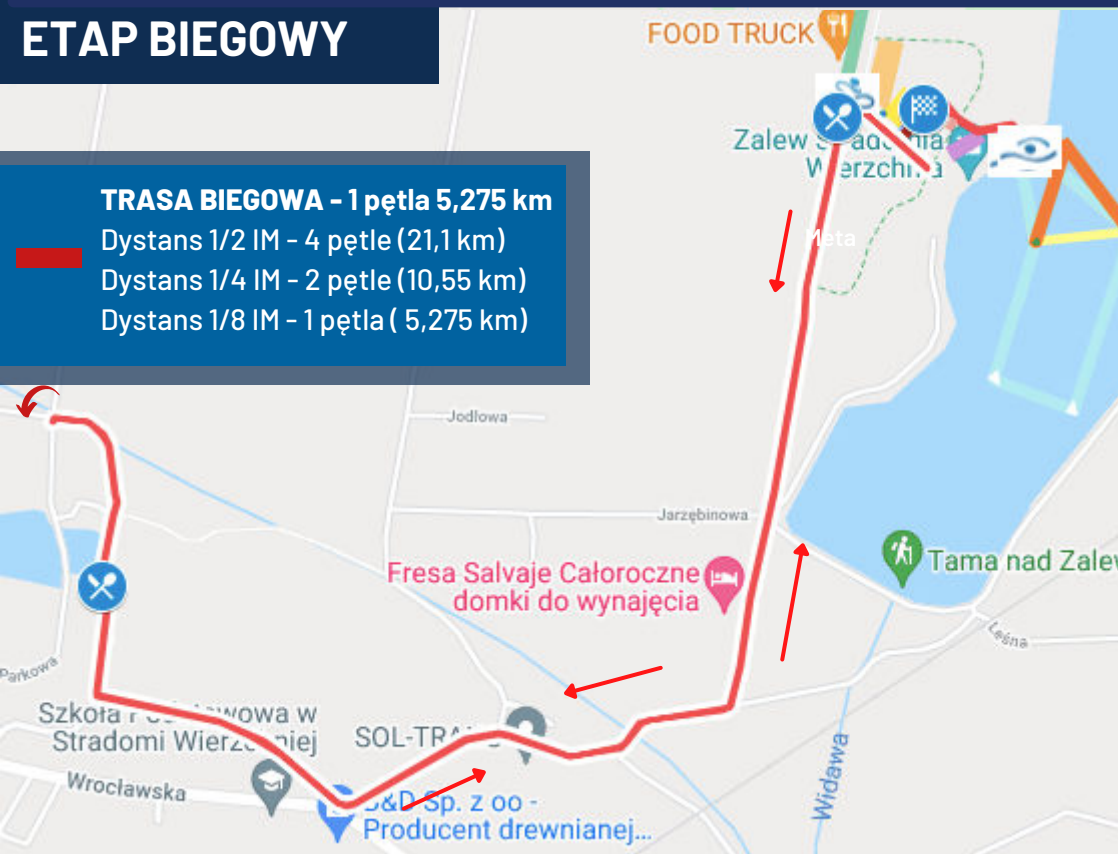 ETAP BIEGOWY
FOOD TRUCK
Zalew
Meta
TRASA BIEGOWA - 1 pętla 5,275 km
Dystans 1/2 IM - 4 pętle (21,1 km)
Dystans 1/4 IM - 2 pętle (10,55 km)
Dystans 1/8 IM - 1 pętla ( 5,275 km)
Jodłowa
Jarzębinowa
Fresa Salvaje Całoroczne
domki do wynajęcia
Tama nad Zalew
Leśna
Parkowa
Szkoła
Stradomi
SOL-TRA
Wrocławska
Widawa
Sp. z oo -
Producent drewnianej...